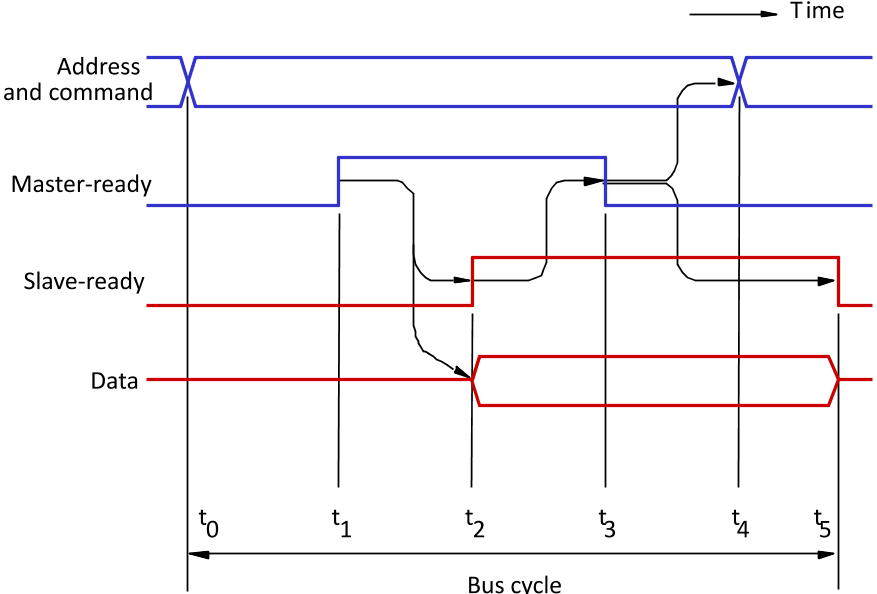 Time
Address
and command
Master-ready
Slave-ready
Data
t0 t1 t2 t3 t4 t5
Bus cycle